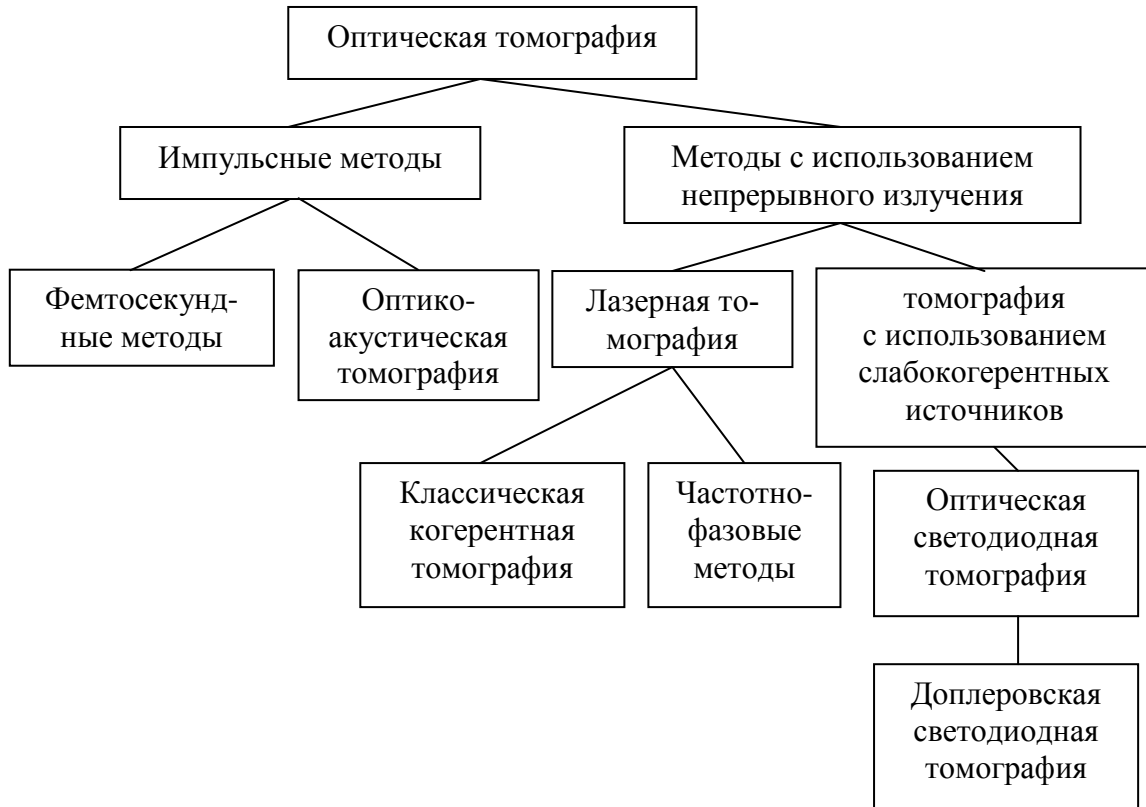 Оптическая томография
Импульсные методы
Методы с использованием
непрерывного излучения
Фемтосекунд-
ные методы
Оптико-
акустическая
томография
Лазерная то-
мография
томография
с использованием
слабокогерентных
источников
Классическая
когерентная
томография
Частотно-
фазовые
методы
Оптическая
светодиодная
томография
Доплеровская
светодиодная
томография